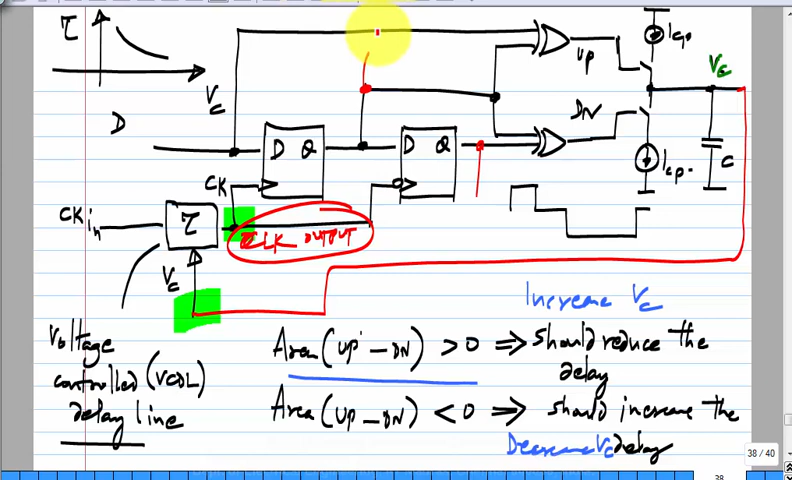 τ
Icp
Vc
UP
Vc
D
DN
D Q
D Q
Icp.
C
CK
CKin
τ
CLK OUTPUT
Vc
Increase Vc
Voltage
controlled (VCDL)
delay line
Area (UP - DN) > 0 ⇒ should reduce the
delay
Area (UP - DN) < 0 ⇒ should increase the
Decrease Vc delay
38 / 40
38